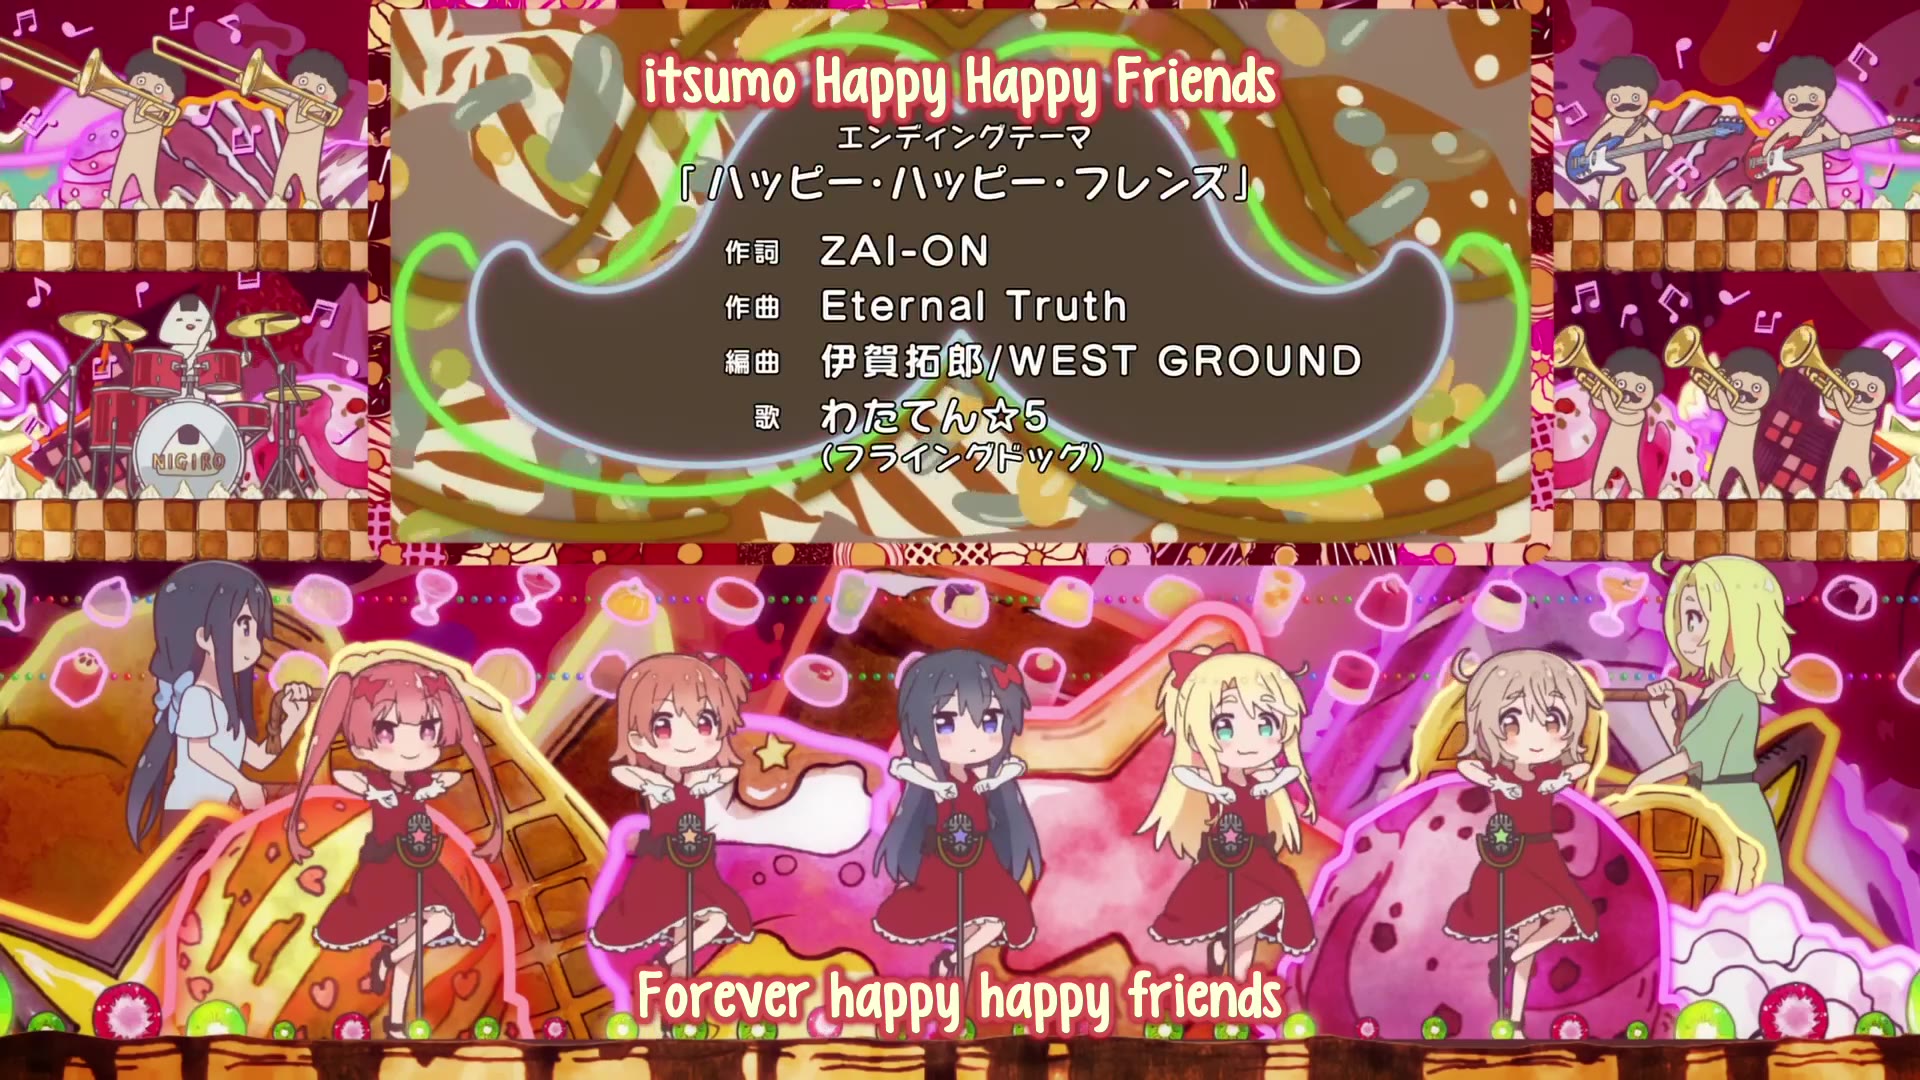 itsumo Happy Happy Friends
エンディングテーマ
「ハッピー・ハッピー・フレンズ」
作詞 ZAI-ON
作曲 Eternal Truth
編曲 伊賀拓郎/WEST GROUND
歌 わたてん☆5
(フライングドッグ)
NIGIRO
Forever happy happy friends